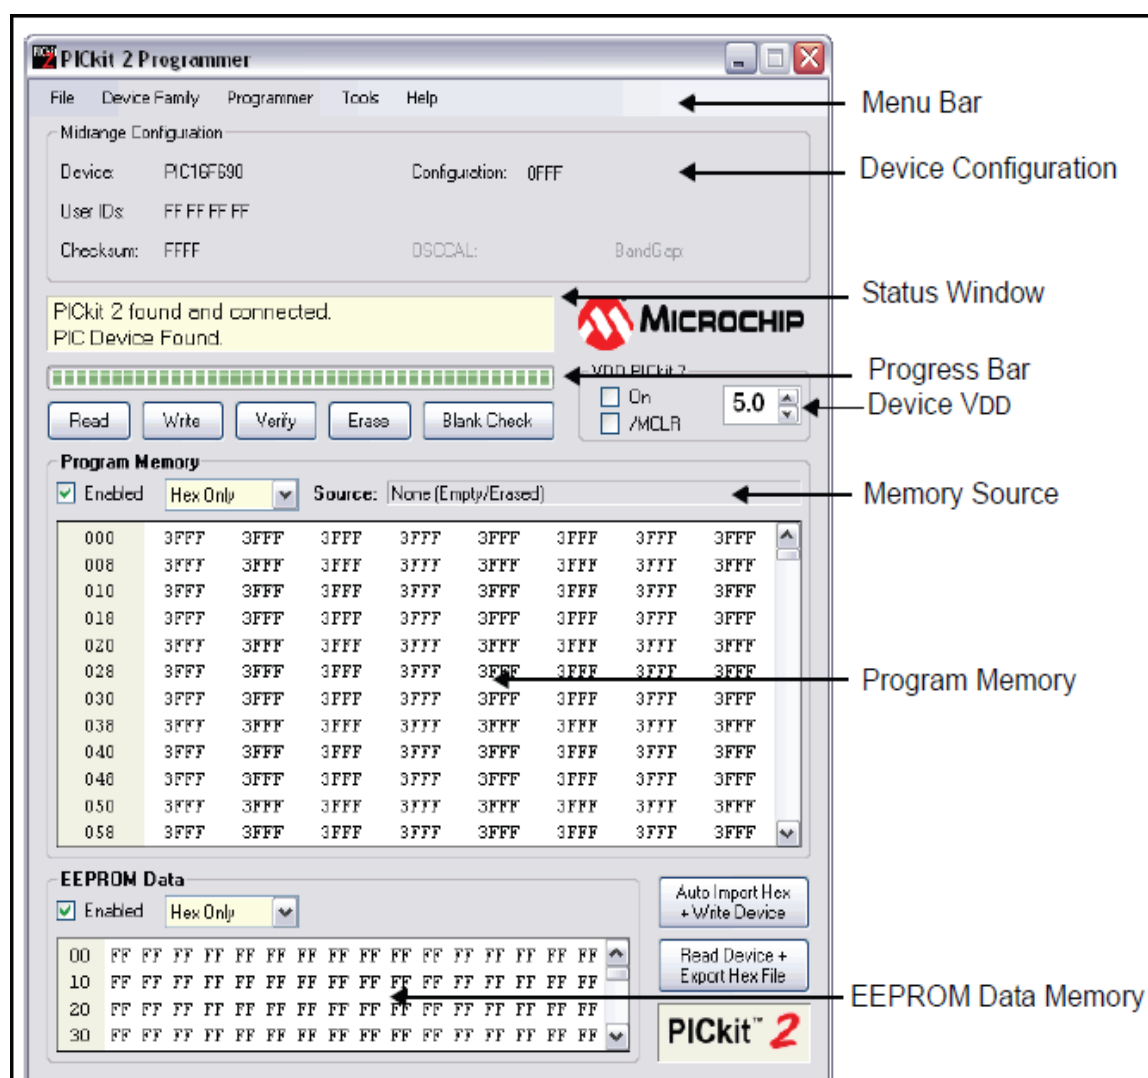 PICkit 2 Programmer
File Device Family Programmer Tools Help
Menu Bar
Midrange Configuration
Device: PIC16F690 Configuration: 0FFF
Device Configuration
User IDs: FF FF FF FF
Checksum: FFFF OSCCAL: BandGap:
Status Window
PICkit 2 found and connected.
PIC Device Found.
MICROCHIP
Progress Bar
VDD PICkit 2
On
/MCLR
5.0
Device VDD
Read Write Verify Erase Blank Check
Program Memory
Enabled Hex Only Source: None (Empty/Erased)
Memory Source
000 3FFF 3FFF 3FFF 3FFF 3FFF 3FFF 3FFF 3FFF
008 3FFF 3FFF 3FFF 3FFF 3FFF 3FFF 3FFF 3FFF
010 3FFF 3FFF 3FFF 3FFF 3FFF 3FFF 3FFF 3FFF
018 3FFF 3FFF 3FFF 3FFF 3FFF 3FFF 3FFF 3FFF
020 3FFF 3FFF 3FFF 3FFF 3FFF 3FFF 3FFF 3FFF
028 3FFF 3FFF 3FFF 3FFF 3FFF 3FFF 3FFF 3FFF
Program Memory
030 3FFF 3FFF 3FFF 3FFF 3FFF 3FFF 3FFF 3FFF
038 3FFF 3FFF 3FFF 3FFF 3FFF 3FFF 3FFF 3FFF
040 3FFF 3FFF 3FFF 3FFF 3FFF 3FFF 3FFF 3FFF
048 3FFF 3FFF 3FFF 3FFF 3FFF 3FFF 3FFF 3FFF
050 3FFF 3FFF 3FFF 3FFF 3FFF 3FFF 3FFF 3FFF
058 3FFF 3FFF 3FFF 3FFF 3FFF 3FFF 3FFF 3FFF
EEPROM Data
Enabled Hex Only
00 FF FF FF FF FF FF FF FF FF FF FF FF FF FF FF FF
10 FF FF FF FF FF FF FF FF FF FF FF FF FF FF FF FF
20 FF FF FF FF FF FF FF FF FF FF FF FF FF FF FF FF
30 FF FF FF FF FF FF FF FF FF FF FF FF FF FF FF FF
Auto Import Hex
+ Write Device
Read Device +
Export Hex File
EEPROM Data Memory
PICkit™ 2